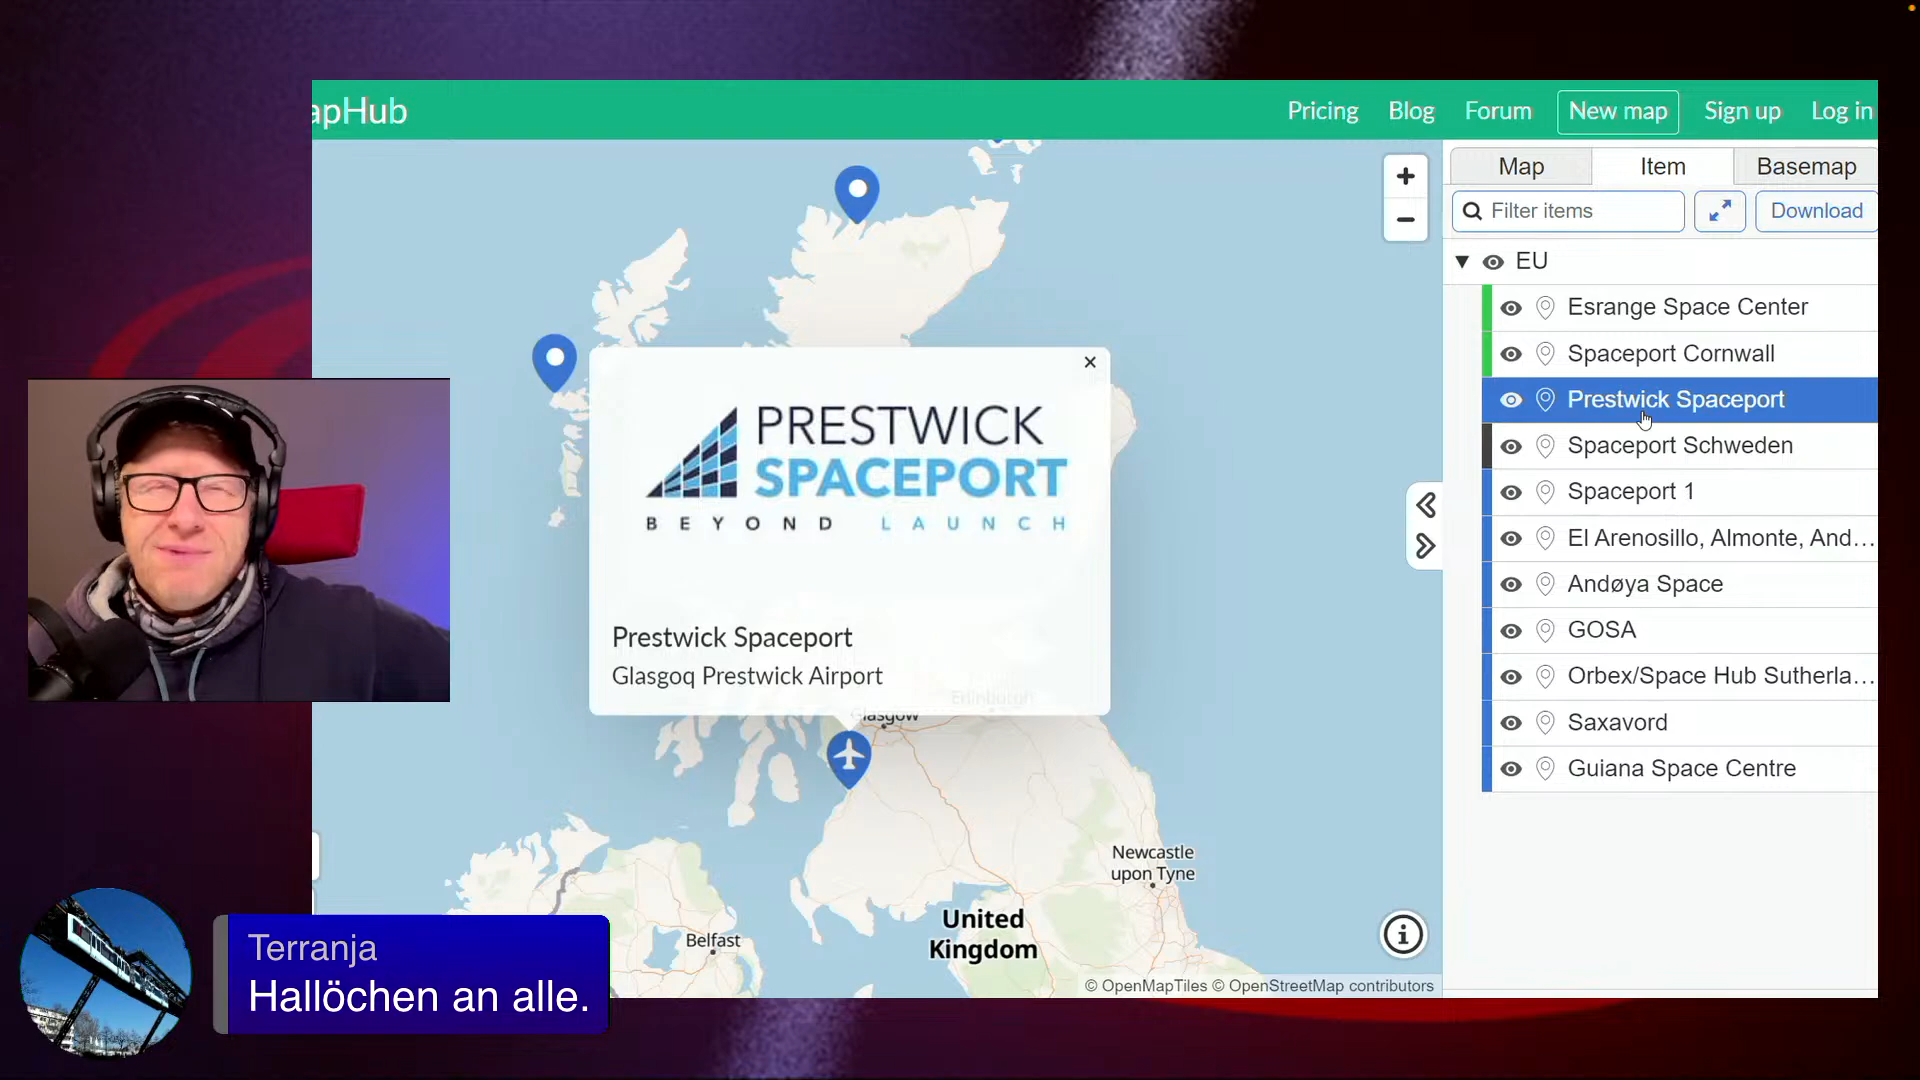 apHub
Pricing Blog Forum New map Sign up Log in
Map Item Basemap
Filter items Download
EU
Esrange Space Center
Spaceport Cornwall
Prestwick Spaceport
Spaceport Schweden
Spaceport 1
El Arenosillo, Almonte, And...
Andøya Space
GOSA
Orbex/Space Hub Sutherla...
Saxavord
Guiana Space Centre
PRESTWICK
SPACEPORT
BEYOND LAUNCH
Prestwick Spaceport
Glasgoq Prestwick Airport
Edinburgh
Glasgow
Newcastle
upon Tyne
United
Kingdom
Belfast
© OpenMapTiles © OpenStreetMap contributors
Terranja
Hallöchen an alle.